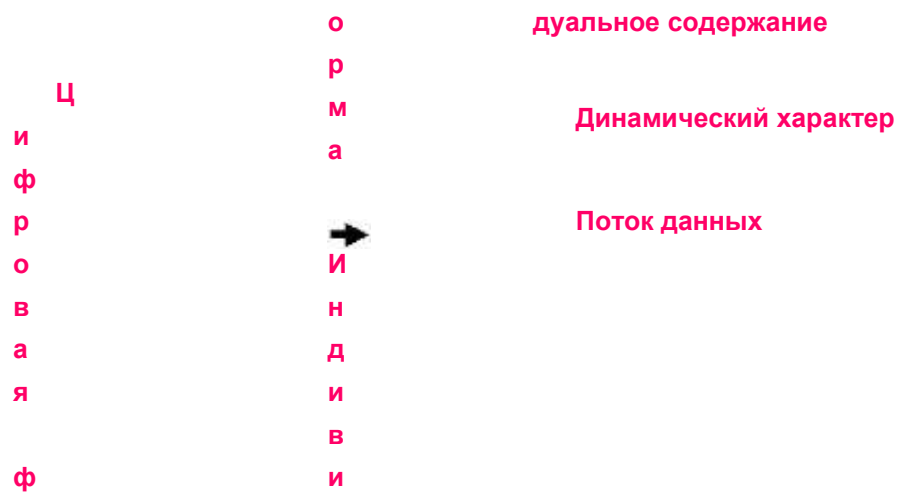 Ц
и
ф
р
о
в
а
я
ф
о
р
м
а
И
н
д
и
в
и
дуальное содержание
Динамический характер
Поток данных